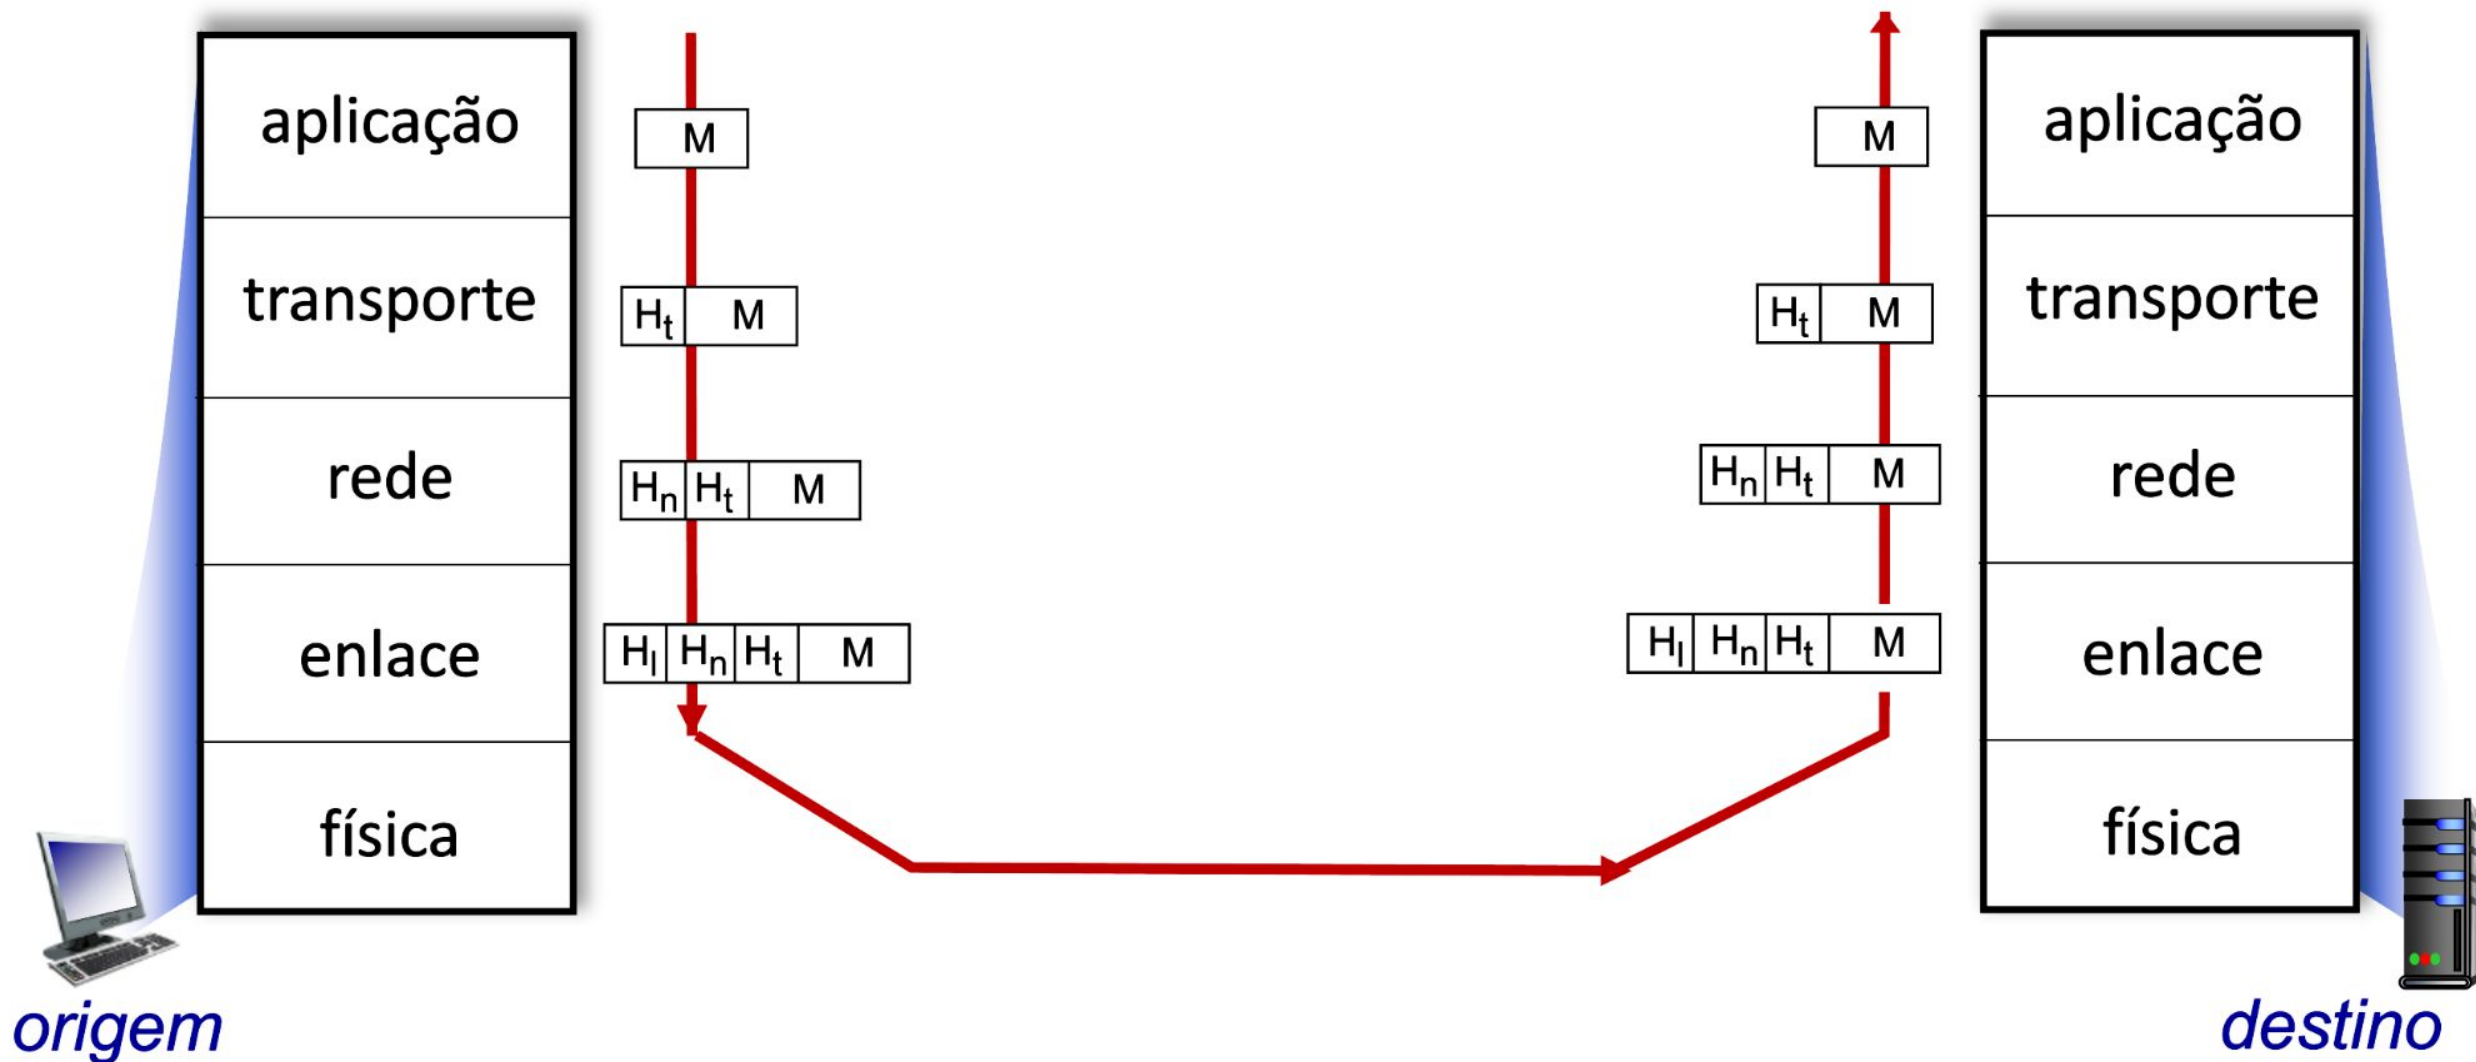 aplicação
M
transporte
Hₜ M
rede
Hₙ Hₜ M
enlace
Hₗ Hₙ Hₜ M
física
origem
M
aplicação
Hₜ M
transporte
Hₙ Hₜ M
rede
Hₗ Hₙ Hₜ M
enlace
física
destino